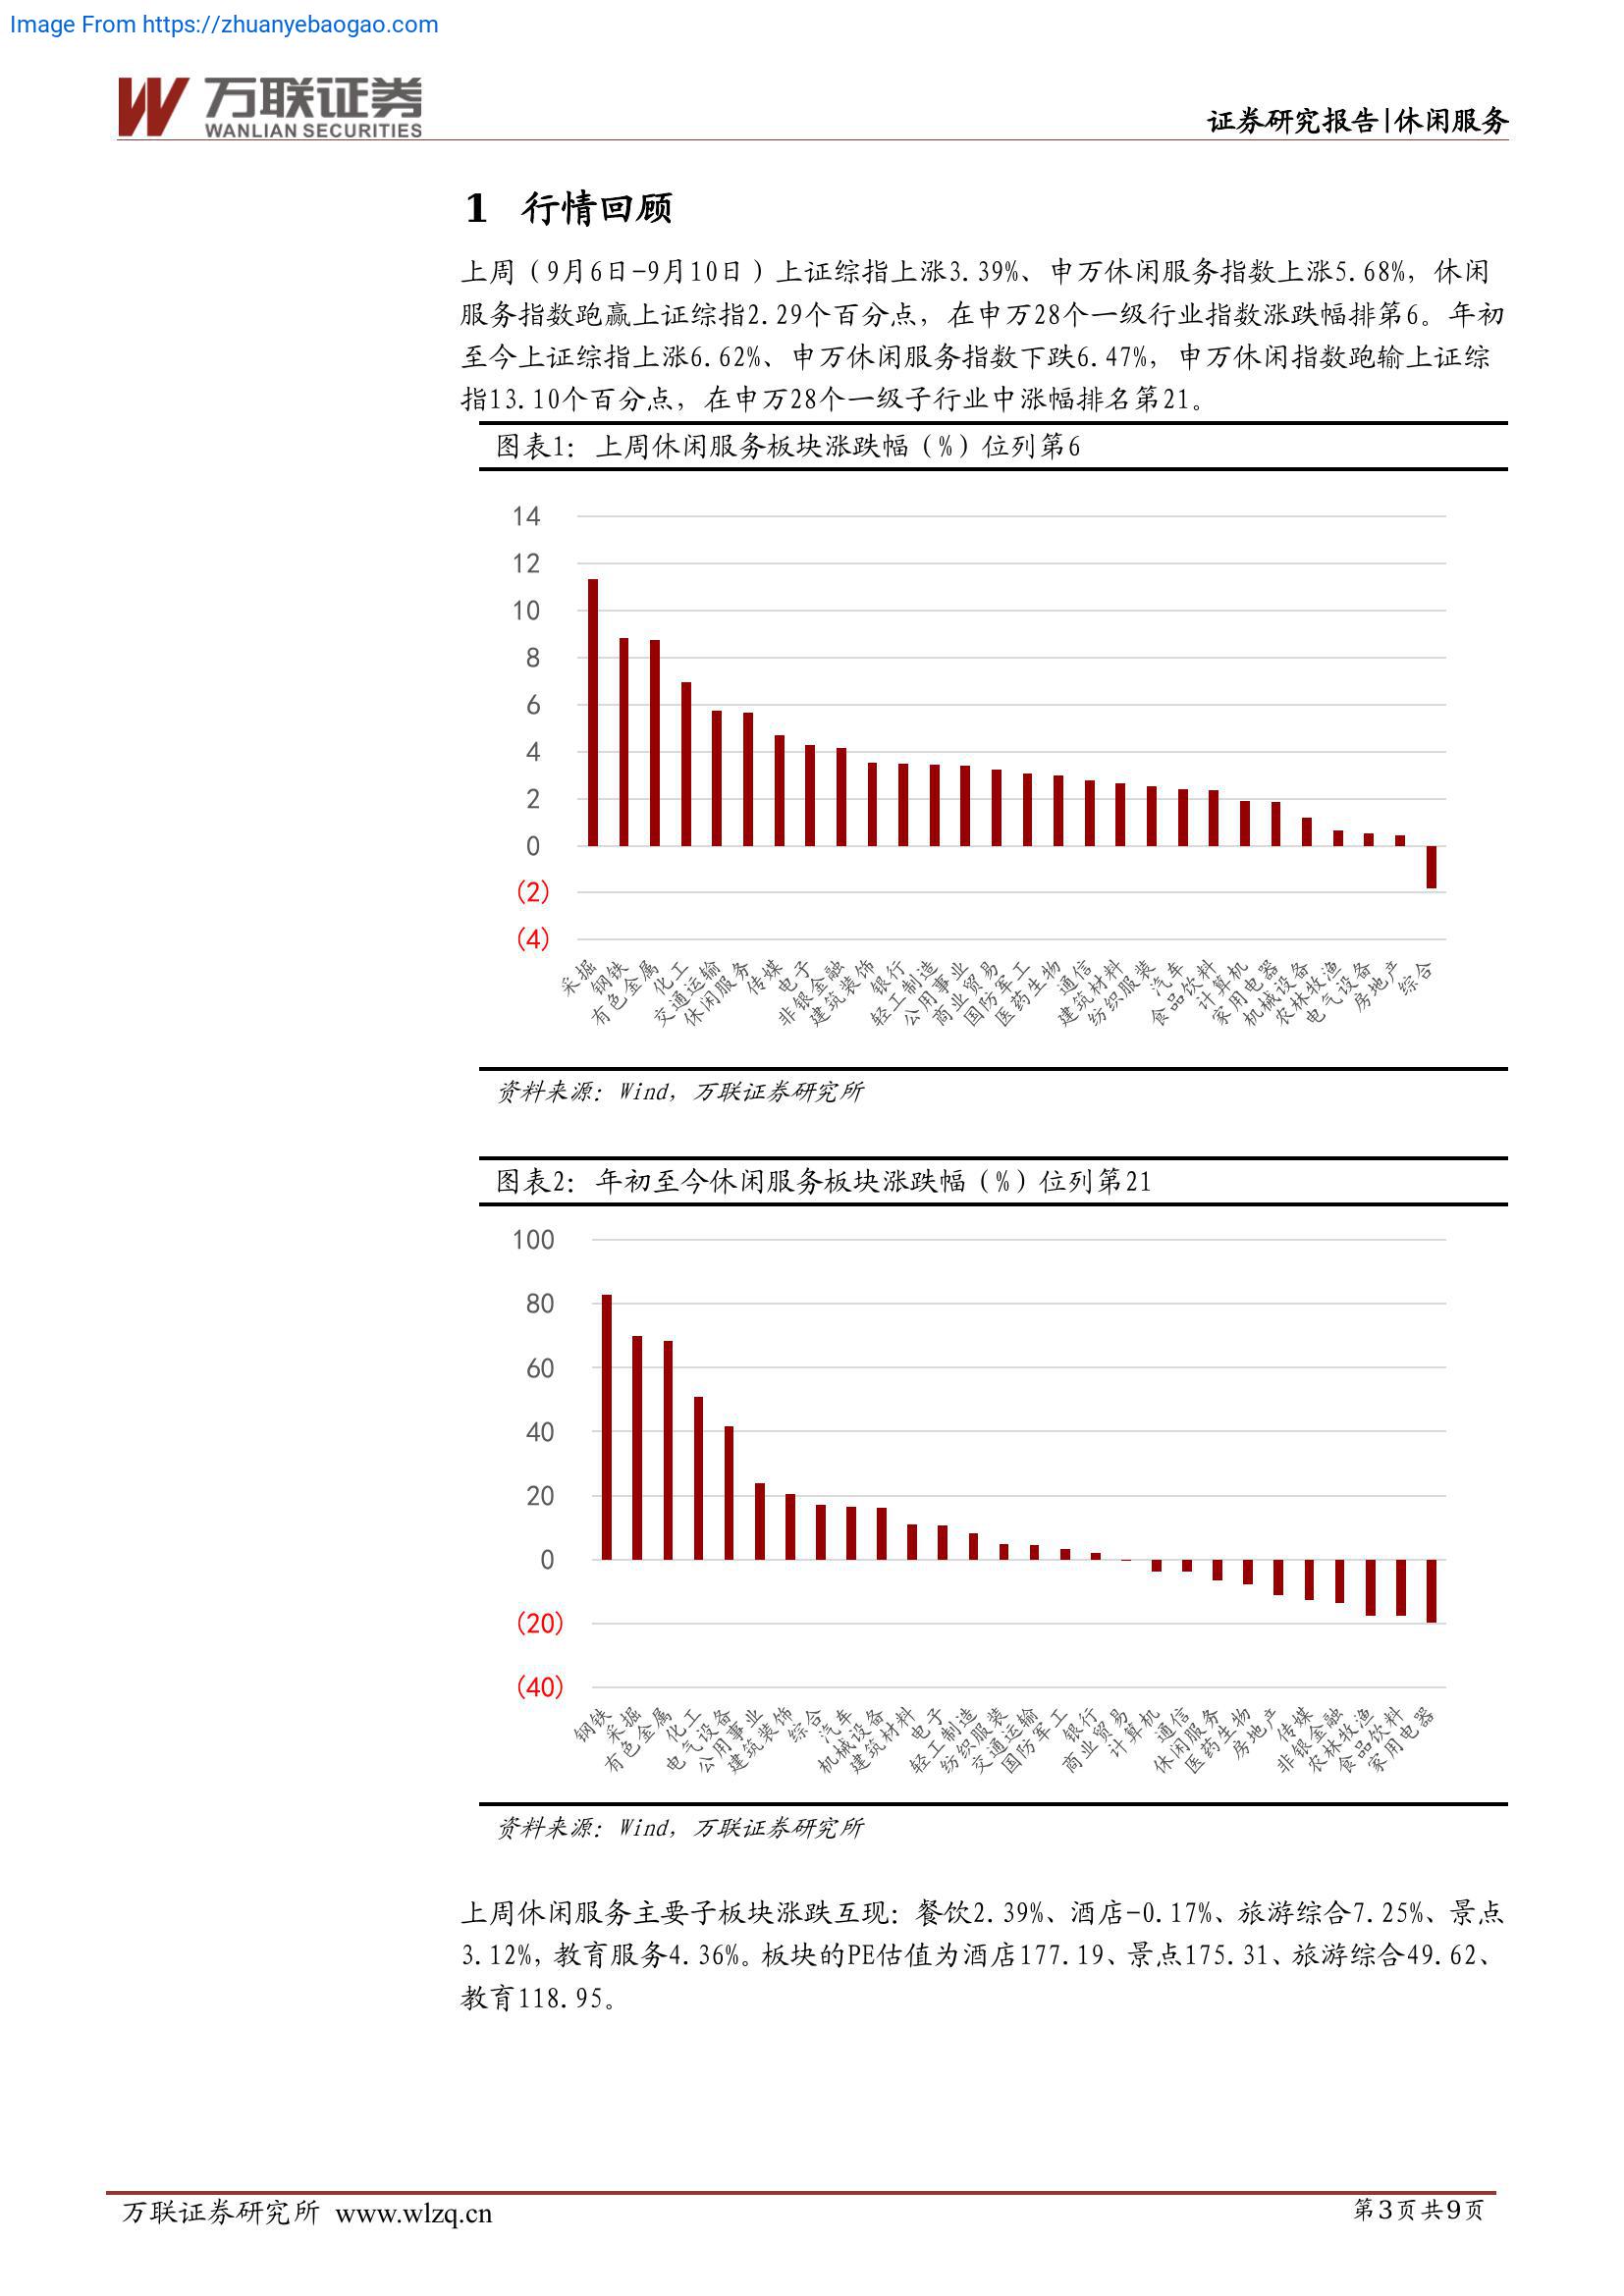 Image From https://zhuanyebaogao.com
万联证券
WANLIAN SECURITIES
证券研究报告|休闲服务
1 行情回顾
上周（9月6日-9月10日）上证综指上涨3.39%、申万休闲服务指数上涨5.68%，休闲
服务指数跑赢上证综指2.29个百分点，在申万28个一级行业指数涨跌幅排第6。年初
至今上证综指上涨6.62%、申万休闲服务指数下跌6.47%，申万休闲指数跑输上证综
指13.10个百分点，在申万28个一级子行业中涨幅排名第21。
图表1：上周休闲服务板块涨跌幅（%）位列第6
14
12
10
8
6
4
2
0
(2)
(4)
采掘
钢铁
有色金属
化工
交通运输
休闲服务
传媒
电子
非银金融
建筑装饰
银行
轻工制造
公用事业
商业贸易
国防军工
医药生物
通信
建筑材料
纺织服装
汽车
食品饮料
计算机
家用电器
机械设备
农林牧渔
电气设备
房地产
综合
资料来源：Wind，万联证券研究所
图表2：年初至今休闲服务板块涨跌幅（%）位列第21
100
80
60
40
20
0
(20)
(40)
钢铁
采掘
有色金属
化工
电气设备
公用事业
建筑装饰
综合
汽车
机械设备
建筑材料
电子
轻工制造
纺织服装
交通运输
国防军工
银行
商业贸易
计算机
通信
休闲服务
医药生物
房地产
传媒
非银金融
农林牧渔
食品饮料
家用电器
资料来源：Wind，万联证券研究所
上周休闲服务主要子板块涨跌互现：餐饮2.39%、酒店-0.17%、旅游综合7.25%、景点
3.12%，教育服务4.36%。板块的PE估值为酒店177.19、景点175.31、旅游综合49.62、
教育118.95。
万联证券研究所 www.wlzq.cn
第3页共9页